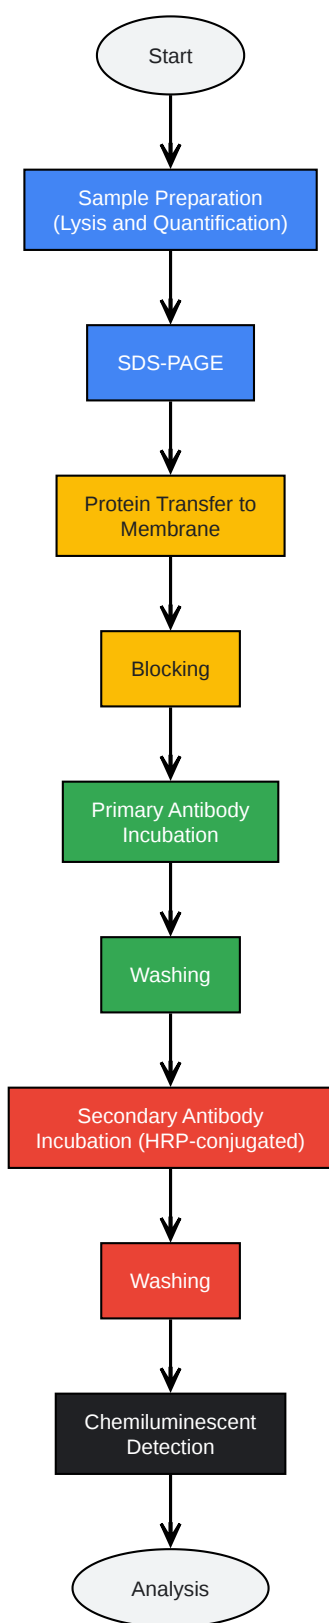 Start
Sample Preparation
(Lysis and Quantification)
SDS-PAGE
Protein Transfer to
Membrane
Blocking
Primary Antibody
Incubation
Washing
Secondary Antibody
Incubation (HRP-conjugated)
Washing
Chemiluminescent
Detection
Analysis